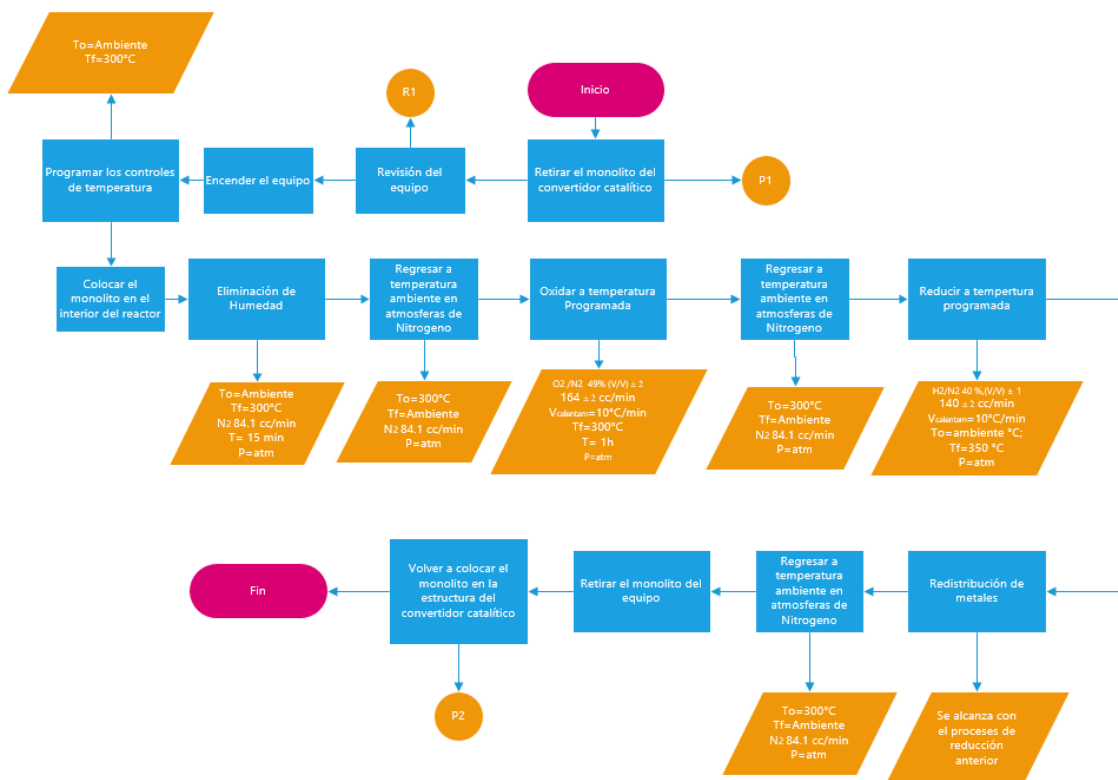 To=Ambiente
Tf=300°C
R1
Inicio
Programar los controles
de temperatura
Encender el equipo
Revisión del
equipo
Retirar el monolito del
convertidor catalítico
P1
Colocar el
monolito en el
interior del reactor
Eliminación de
Humedad
Regresar a
temperatura
ambiente en
atmosferas de
Nitrogeno
Oxidar a temperatura
Programada
Regresar a
temperatura
ambiente en
atmosferas de
Nitrogeno
Reducir a tempertura
programada
To=Ambiente
Tf=300°C
N2 84.1 cc/min
T= 15 min
P=atm
To=300°C
Tf=Ambiente
N2 84.1 cc/min
P=atm
O2 /N2 49% (V/V) ± 2
164 ± 2 cc/min
Vcalentam=10°C/min
Tf=300°C
T= 1h
P=atm
To=300°C
Tf=Ambiente
N2 84.1 cc/min
P=atm
H2/N2 40 %,(V/V) ± 1
140 ± 2 cc/min
Vcalentam=10°C/min
To=ambiente °C;
Tf=350 °C
P=atm
Fin
Volver a colocar el
monolito en la
estructura del
convertidor catalítico
Retirar el monolito del
equipo
Regresar a
temperatura
ambiente en
atmosferas de
Nitrogeno
Redistribución de
metales
P2
To=300°C
Tf=Ambiente
N2 84.1 cc/min
P=atm
Se alcanza con
el proceses de
reducción
anterior